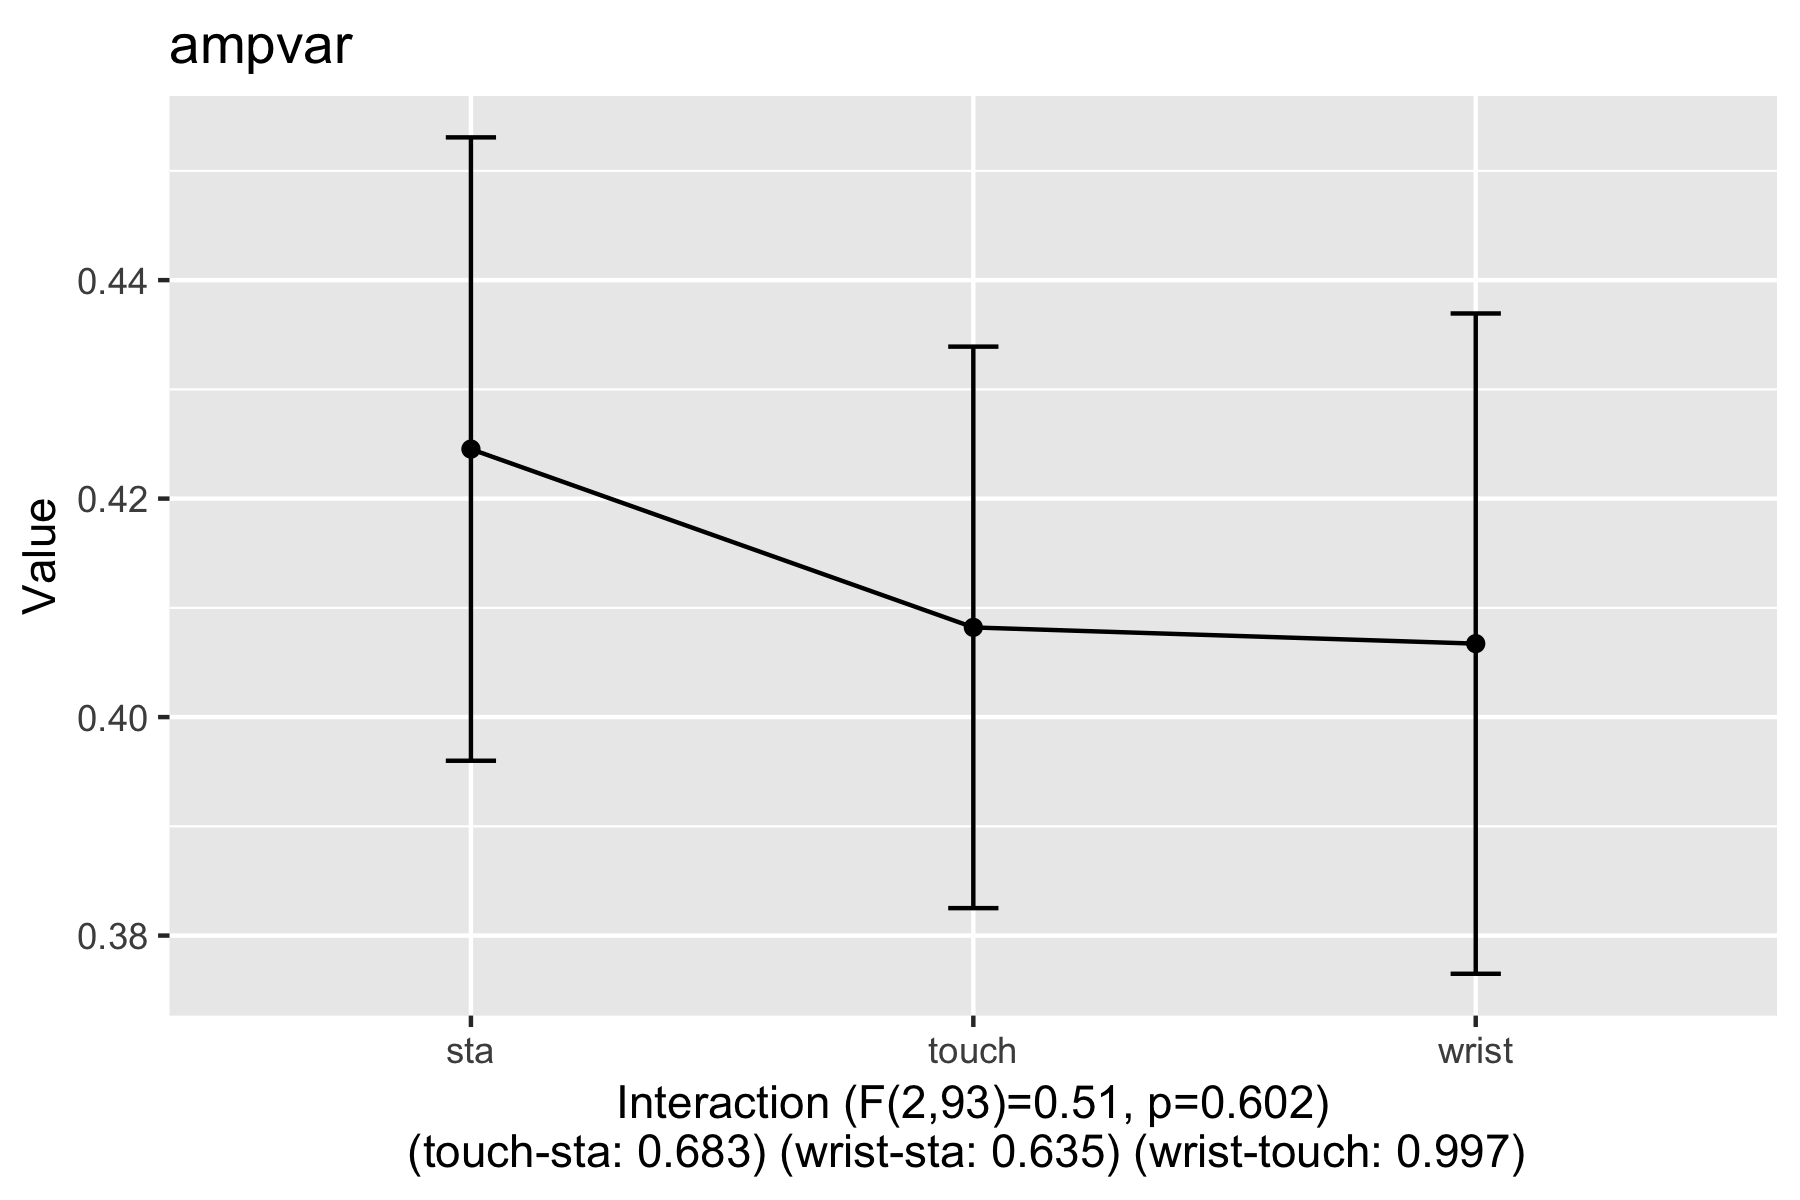 ampvar
Value
0.44
0.42
0.40
0.38
sta touch wrist
Interaction (F(2,93)=0.51, p=0.602)
(touch-sta: 0.683) (wrist-sta: 0.635) (wrist-touch: 0.997)